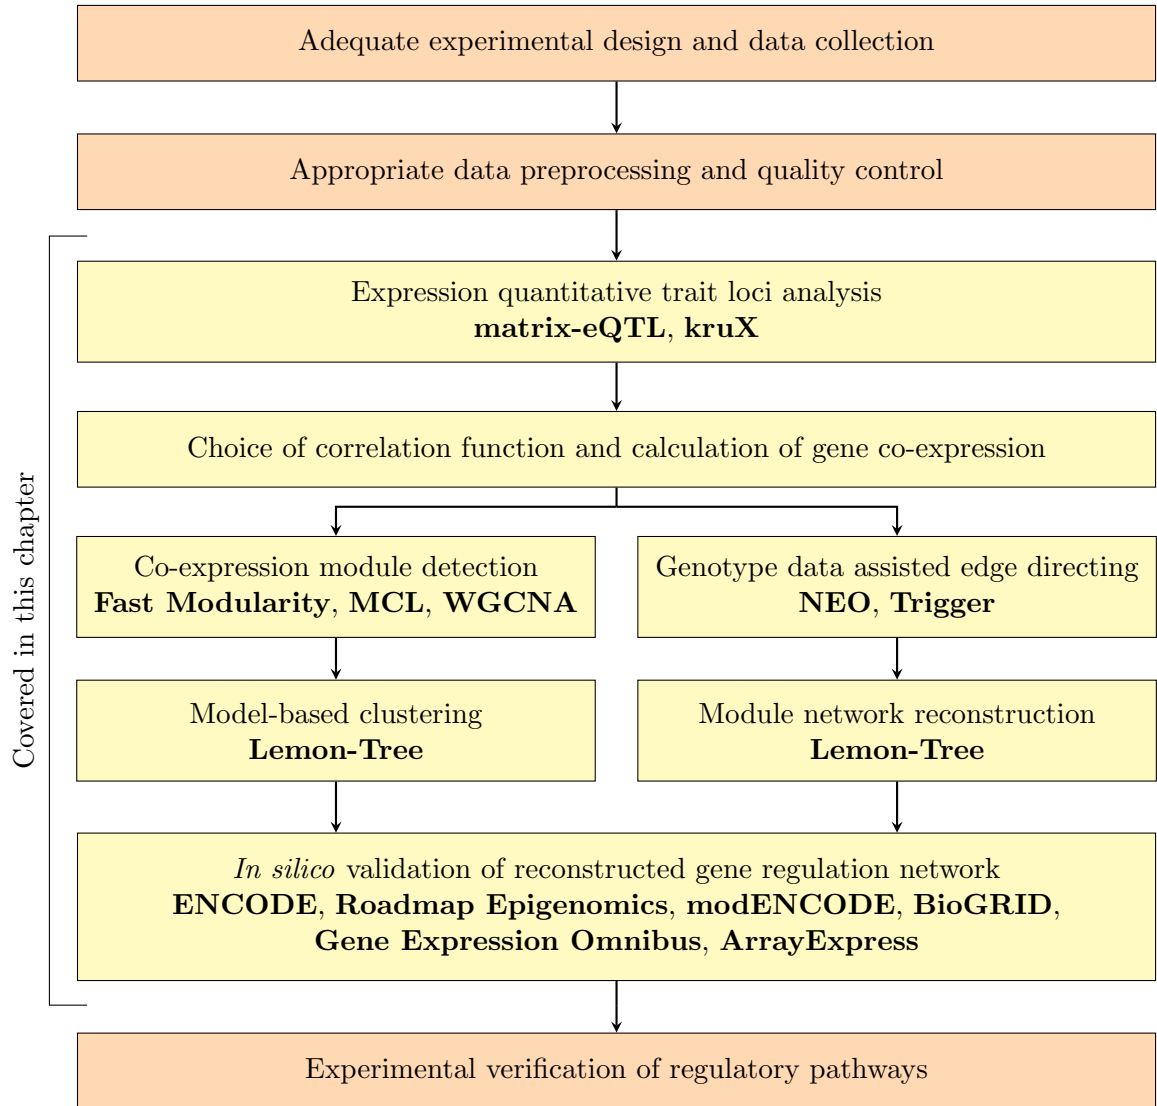 Adequate experimental design and data collection
Appropriate data preprocessing and quality control
Covered in this chapter
Expression quantitative trait loci analysis
matrix-eQTL, kruX
Choice of correlation function and calculation of gene co-expression
Co-expression module detection
Fast Modularity, MCL, WGCNA
Genotype data assisted edge directing
NEO, Trigger
Model-based clustering
Lemon-Tree
Module network reconstruction
Lemon-Tree
In silico validation of reconstructed gene regulation network
ENCODE, Roadmap Epigenomics, modENCODE, BioGRID,
Gene Expression Omnibus, ArrayExpress
Experimental verification of regulatory pathways